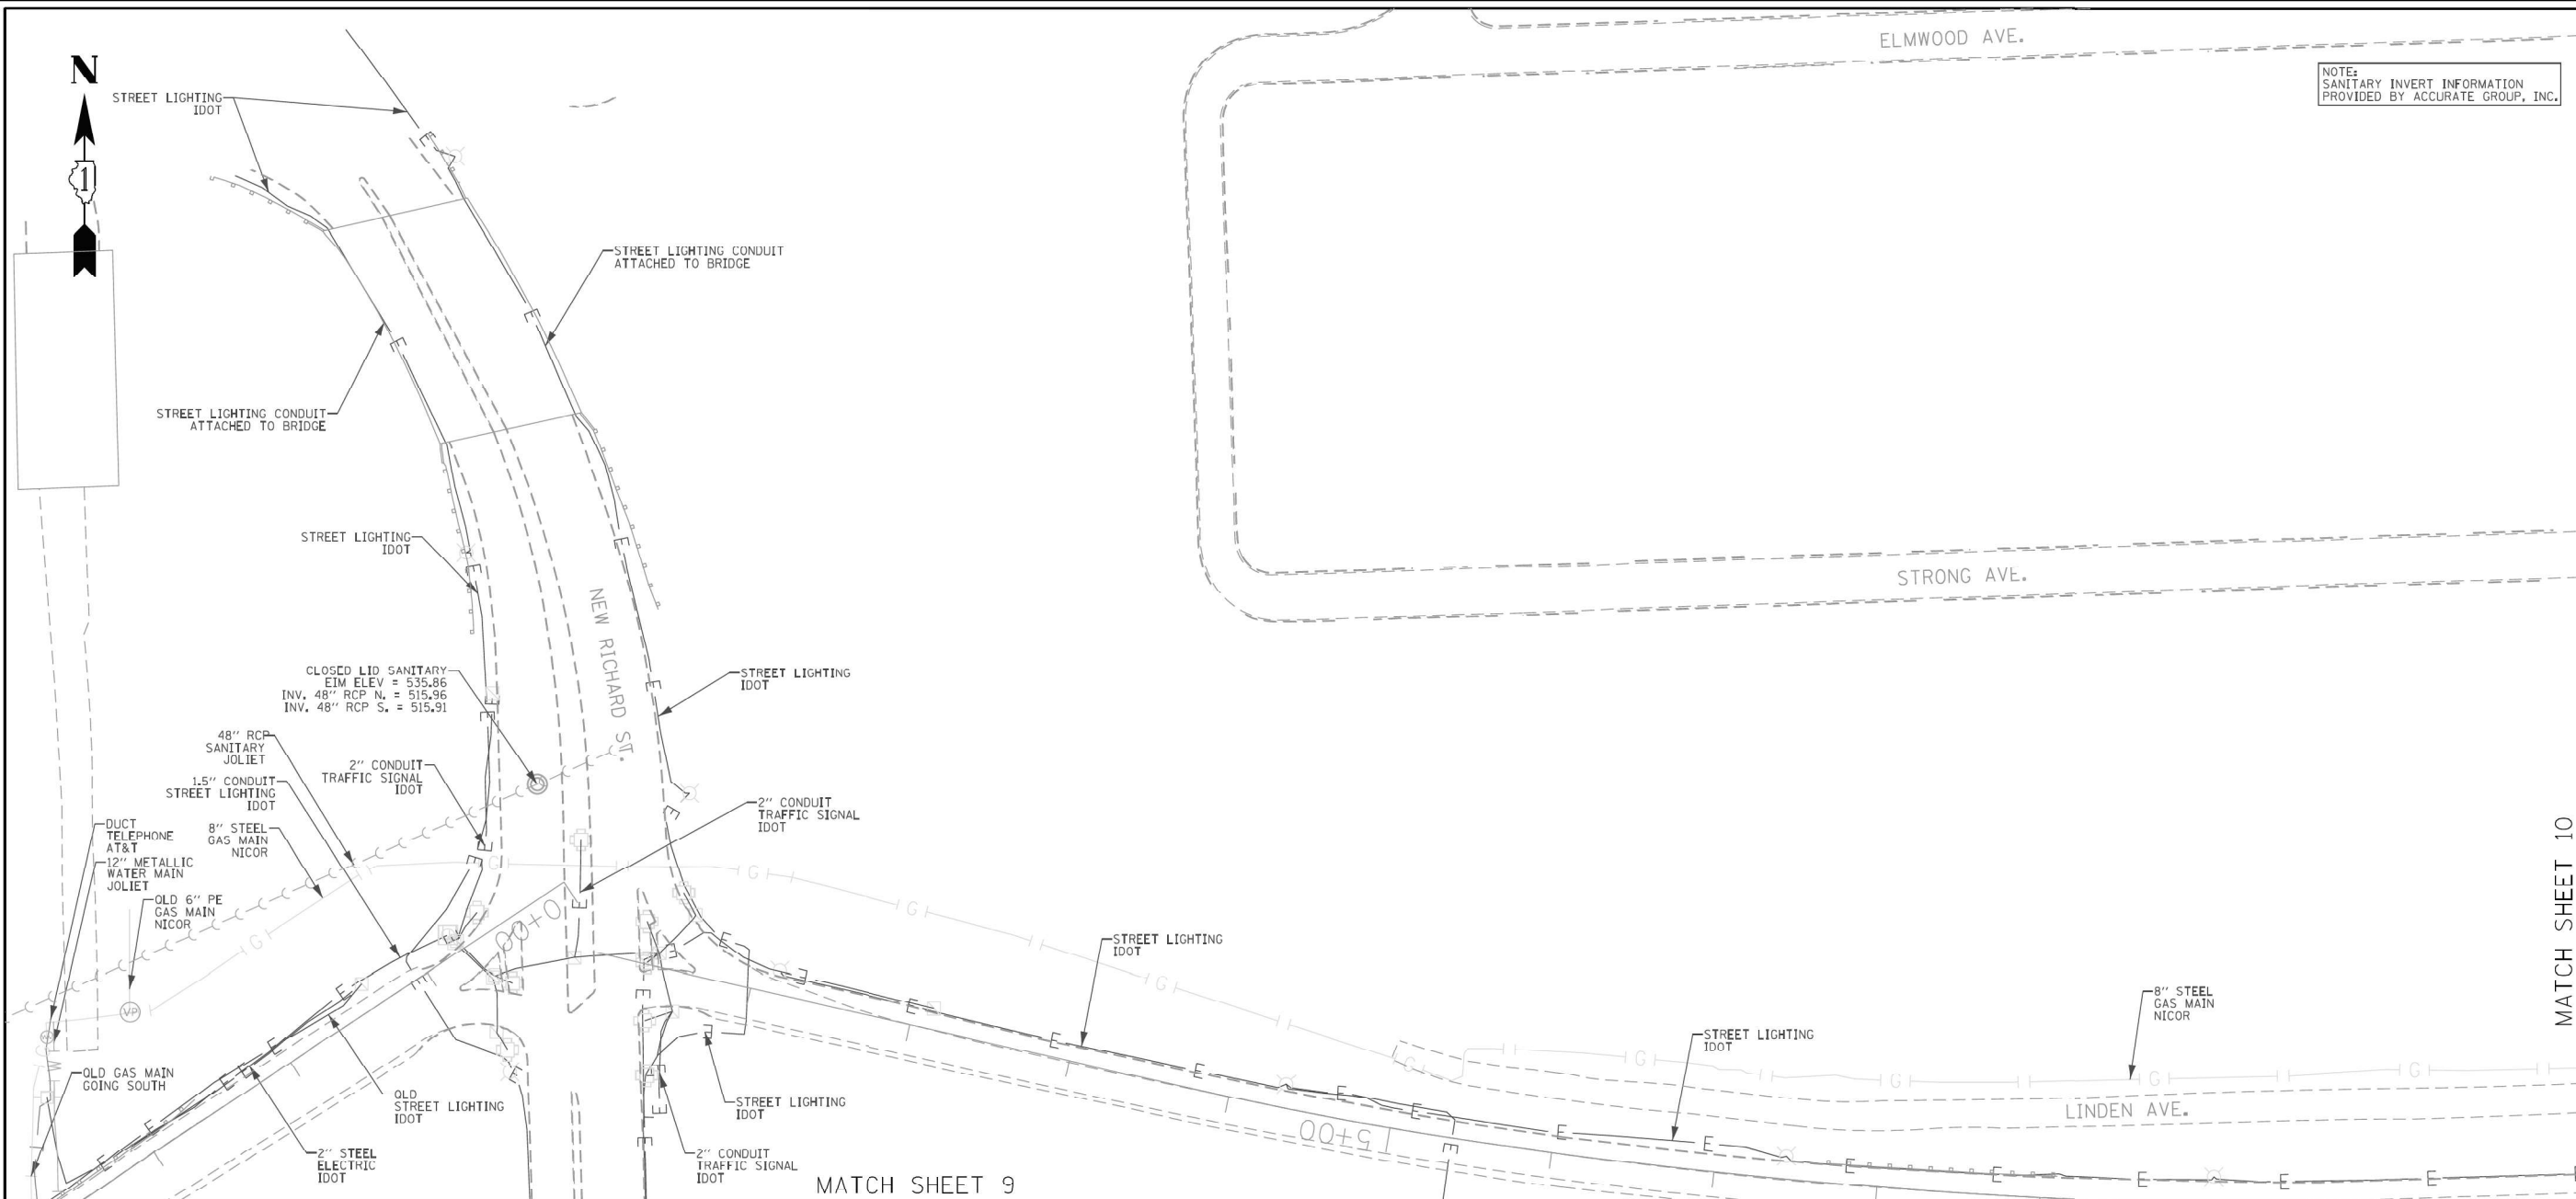 ELMWOOD AVE.
NOTE:
SANITARY INVERT INFORMATION
PROVIDED BY ACCURATE GROUP, INC.
N
1
STREET LIGHTING
IDOT
STREET LIGHTING CONDUIT
ATTACHED TO BRIDGE
STREET LIGHTING CONDUIT
ATTACHED TO BRIDGE
STREET LIGHTING
IDOT
STRONG AVE.
NEW RICHARD ST.
CLOSED LID SANITARY
EIM ELEV = 535.86
INV. 48" RCP N. = 515.96
INV. 48" RCP S. = 515.91
STREET LIGHTING
IDOT
48" RCP
SANITARY
JOLIET
1.5" CONDUIT
STREET LIGHTING
IDOT
2" CONDUIT
TRAFFIC SIGNAL
IDOT
2" CONDUIT
TRAFFIC SIGNAL
IDOT
DUCT
TELEPHONE
AT&T
8" STEEL
GAS MAIN
NICOR
12" METALLIC
WATER MAIN
JOLIET
QLD 6" PE
GAS MAIN
NICOR
VP
STREET LIGHTING
IDOT
8" STEEL
GAS MAIN
NICOR
STREET LIGHTING
IDOT
MATCH SHEET 10
QLD GAS MAIN
GOING SOUTH
QLD
STREET LIGHTING
IDOT
STREET LIGHTING
IDOT
LINDEN AVE.
2" STEEL
ELECTRIC
IDOT
2" CONDUIT
TRAFFIC SIGNAL
IDOT
MATCH SHEET 9